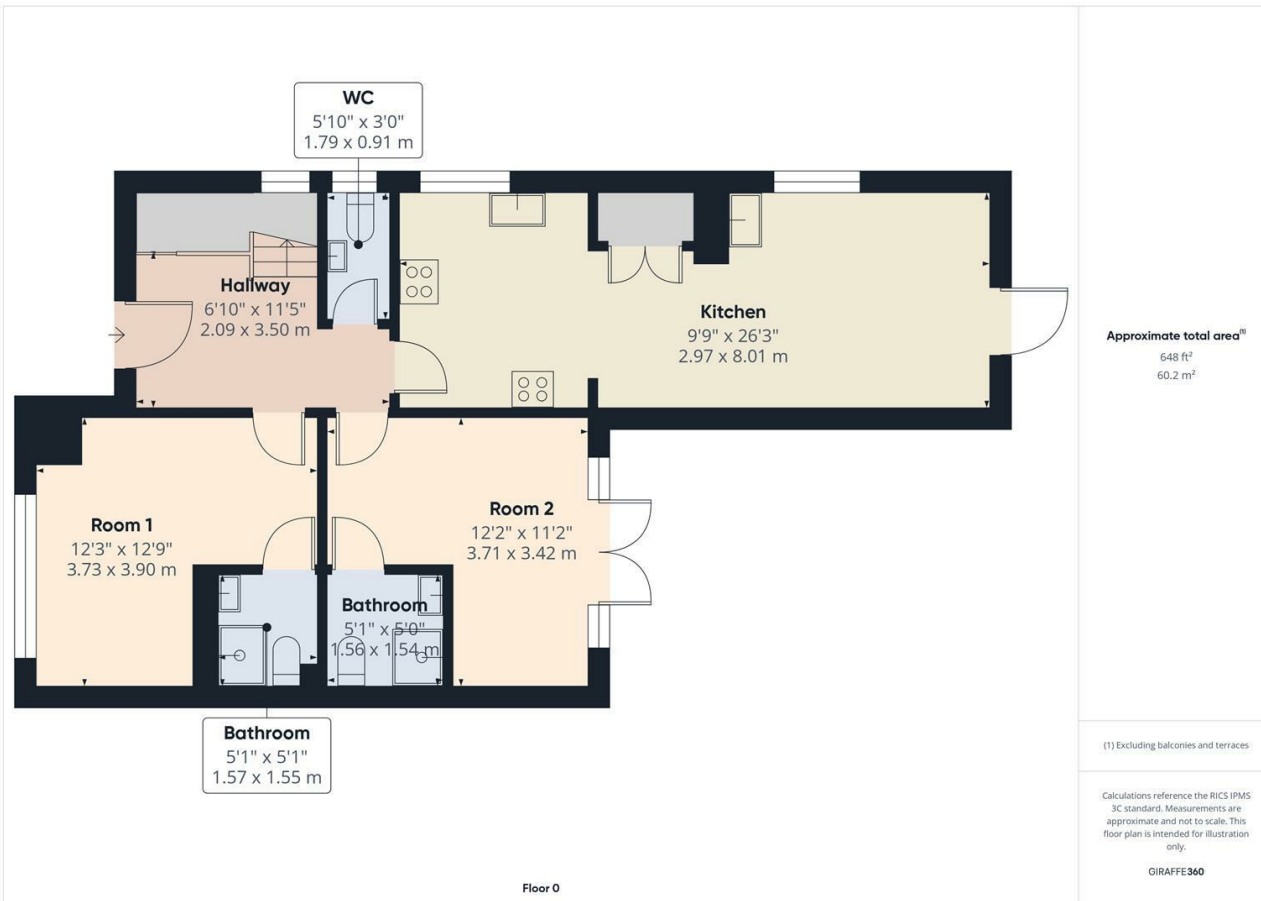 WC
5'10" x 3'0"
1.79 x 0.91 m
Hallway
6'10" x 11'5"
2.09 x 3.50 m
Kitchen
9'9" x 26'3"
2.97 x 8.01 m
Room 1
12'3" x 12'9"
3.73 x 3.90 m
Room 2
12'2" x 11'2"
3.71 x 3.42 m
Bathroom
5'1" x 5'0"
1.56 x 1.54 m
Bathroom
5'1" x 5'1"
1.57 x 1.55 m
Floor 0
Approximate total area(1)
648 ft²
60.2 m²
(1) Excluding balconies and terraces
Calculations reference the RICS IPMS
3C standard. Measurements are
approximate and not to scale. This
floor plan is intended for illustration
only.
GIRAFFE360